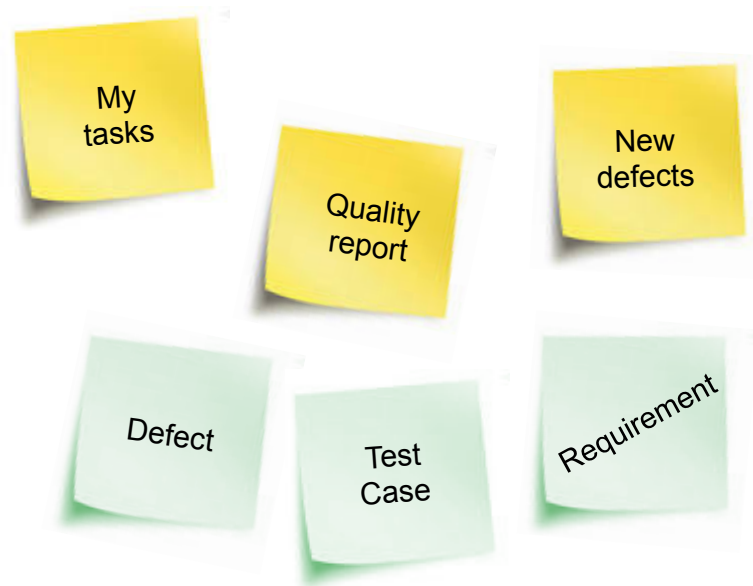 My
tasks
Quality
report
New
defects
Defect
Test
Case
Requirement